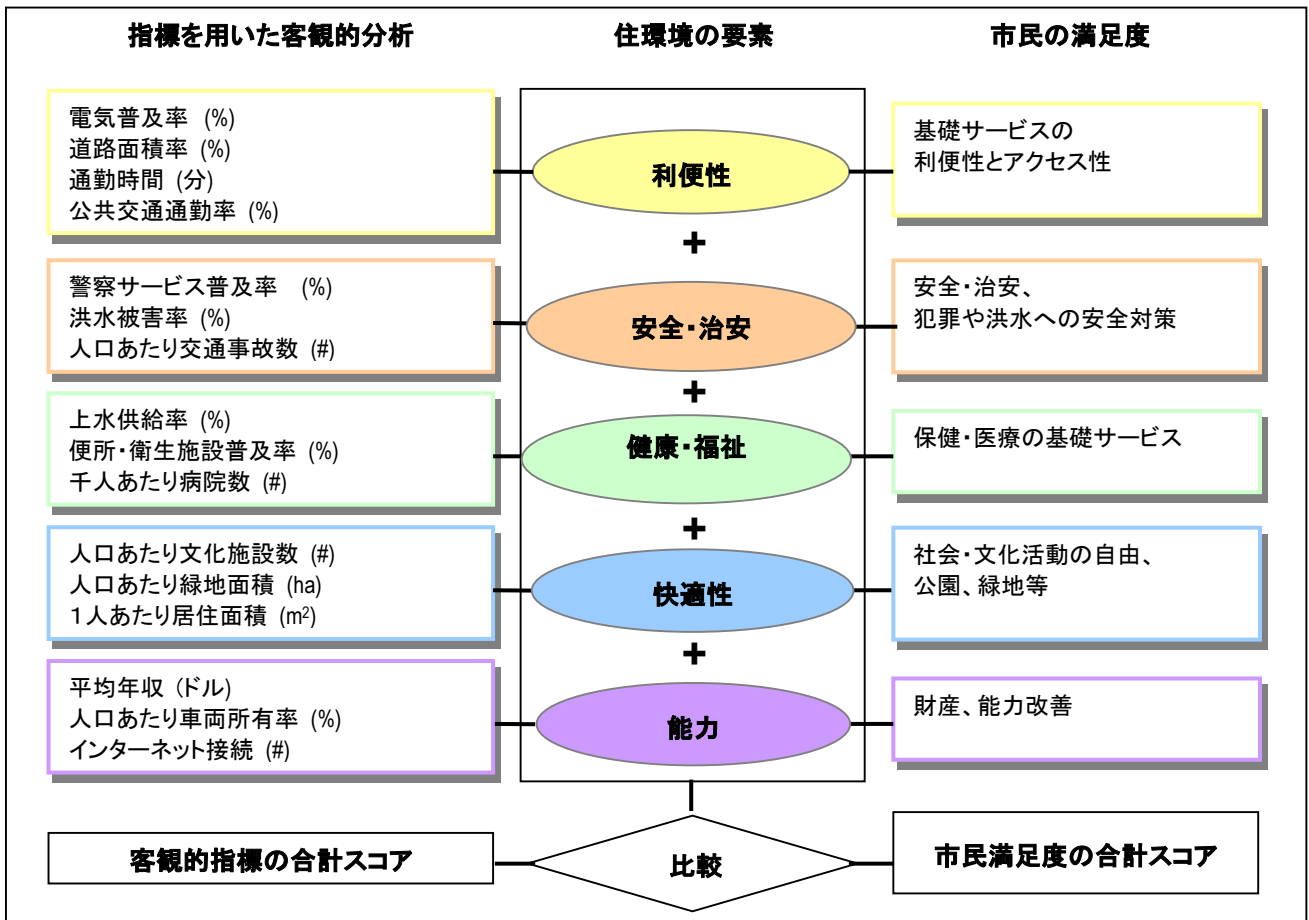 指標を用いた客観的分析
住環境の要素
市民の満足度
電気普及率 (%)
道路面積率 (%)
通勤時間 (分)
公共交通通勤率 (%)
利便性
基礎サービスの
利便性とアクセス性
+
警察サービス普及率 (%)
洪水被害率 (%)
人口あたり交通事故数 (#)
安全・治安
安全・治安、
犯罪や洪水への安全対策
+
上水供給率 (%)
便所・衛生施設普及率 (%)
千人あたり病院数 (#)
健康・福祉
保健・医療の基礎サービス
+
人口あたり文化施設数 (#)
人口あたり緑地面積 (ha)
1人あたり居住面積 (m²)
快適性
社会・文化活動の自由、
公園、緑地等
+
平均年収 (ドル)
人口あたり車両所有率 (%)
インターネット接続 (#)
能力
財産、能力改善
客観的指標の合計スコア
比較
市民満足度の合計スコア